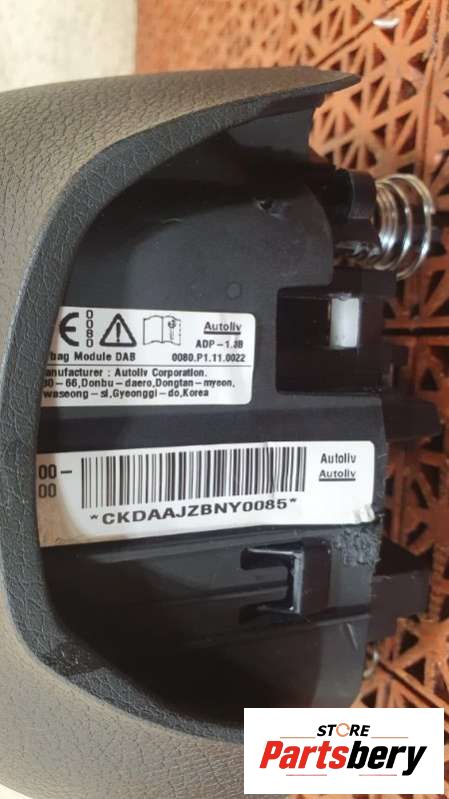 CE 0080
Autoliv
ADP-1.3B
bag Module DAB 0080.P1.11.0022
anufacturer : Autoliv Corporation.
0-66,Donbu-daero,Dongtan-myeon,
waseong-si,Gyeonggi-do,Korea
00-
00
Autoliv
Autoliv
*CKDAAJZBNY0085*
STORE
Partsbery